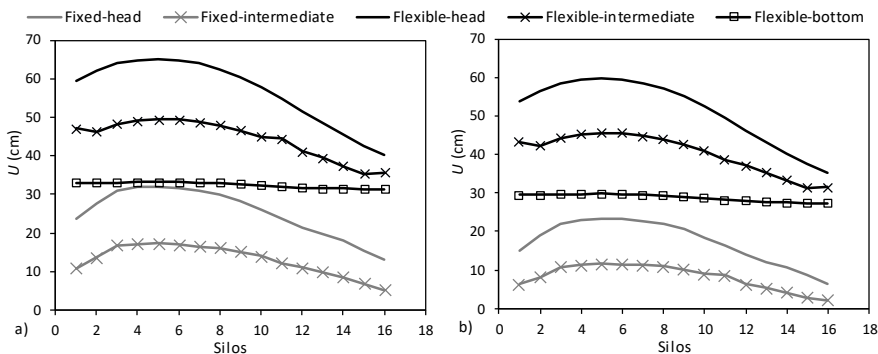 Fixed-head Fixed-intermediate Flexible-head Flexible-intermediate Flexible-bottom
70
60
50
40
30
20
10
0
U (cm)
0 2 4 6 8 10 12 14 16 18
Silos
a)
70
60
50
40
30
20
10
0
U (cm)
0 2 4 6 8 10 12 14 16 18
Silos
b)